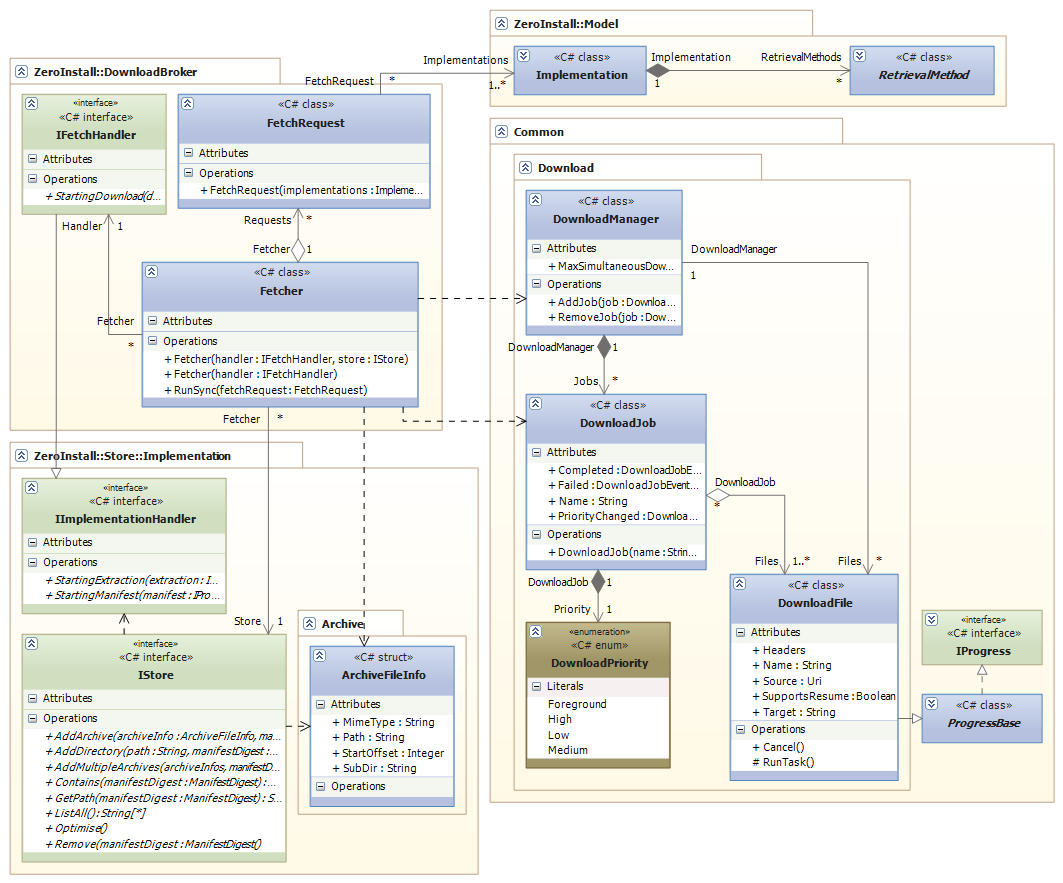 ZeroInstall::Model
«C# class»
Implementation
Implementation
1
RetrievalMethods
*
«C# class»
RetrievalMethod
Implementations
1..*
FetchRequest
*
ZeroInstall::DownloadBroker
«interface»
«C# interface»
IFetchHandler
Attributes
Operations
+ StartingDownload(d...
«C# class»
FetchRequest
Attributes
Operations
+ FetchRequest(implementations : Impleme...
Handler
1
Requests
*
Fetcher
1
«C# class»
Fetcher
Attributes
Operations
+ Fetcher(handler : IFetchHandler, store : IStore)
+ Fetcher(handler : IFetchHandler)
+ RunSync(fetchRequest : FetchRequest)
Fetcher
*
Fetcher
*
Common
Download
«C# class»
DownloadManager
Attributes
+ MaxSimultaneousDow...
Operations
+ AddJob(job : Downloa...
+ RemoveJob(job : Dow...
DownloadManager
1
DownloadManager
1
Jobs
*
«C# class»
DownloadJob
Attributes
+ Completed : DownloadJobE...
+ Failed : DownloadJobEvent...
+ Name : String
+ PriorityChanged : Downloa...
Operations
+ DownloadJob(name : Strin...
DownloadJob
*
Files
1..*
Files
*
DownloadJob
1
Priority
1
«enumeration»
«C# enum»
DownloadPriority
Literals
Foreground
High
Low
Medium
«C# class»
DownloadFile
Attributes
+ Headers
+ Name : String
+ Source : Uri
+ SupportsResume : Boolean
+ Target : String
Operations
+ Cancel()
# RunTask()
«interface»
«C# interface»
IProgress
«C# class»
ProgressBase
ZeroInstall::Store::Implementation
«interface»
«C# interface»
IImplementationHandler
Attributes
Operations
+ StartingExtraction(extraction : I...
+ StartingManifest(manifest : IPro...
Store
1
«interface»
«C# interface»
IStore
Attributes
Operations
+ AddArchive(archiveInfo : ArchiveFileInfo, ma...
+ AddDirectory(path : String, manifestDigest : ...
+ AddMultipleArchives(archiveInfos, manifestD...
+ Contains(manifestDigest : ManifestDigest) : ...
+ GetPath(manifestDigest : ManifestDigest) : S...
+ ListAll() : String[*]
+ Optimise()
+ Remove(manifestDigest : ManifestDigest)
Archive
«C# struct»
ArchiveFileInfo
Attributes
+ MimeType : String
+ Path : String
+ StartOffset : Integer
+ SubDir : String
Operations